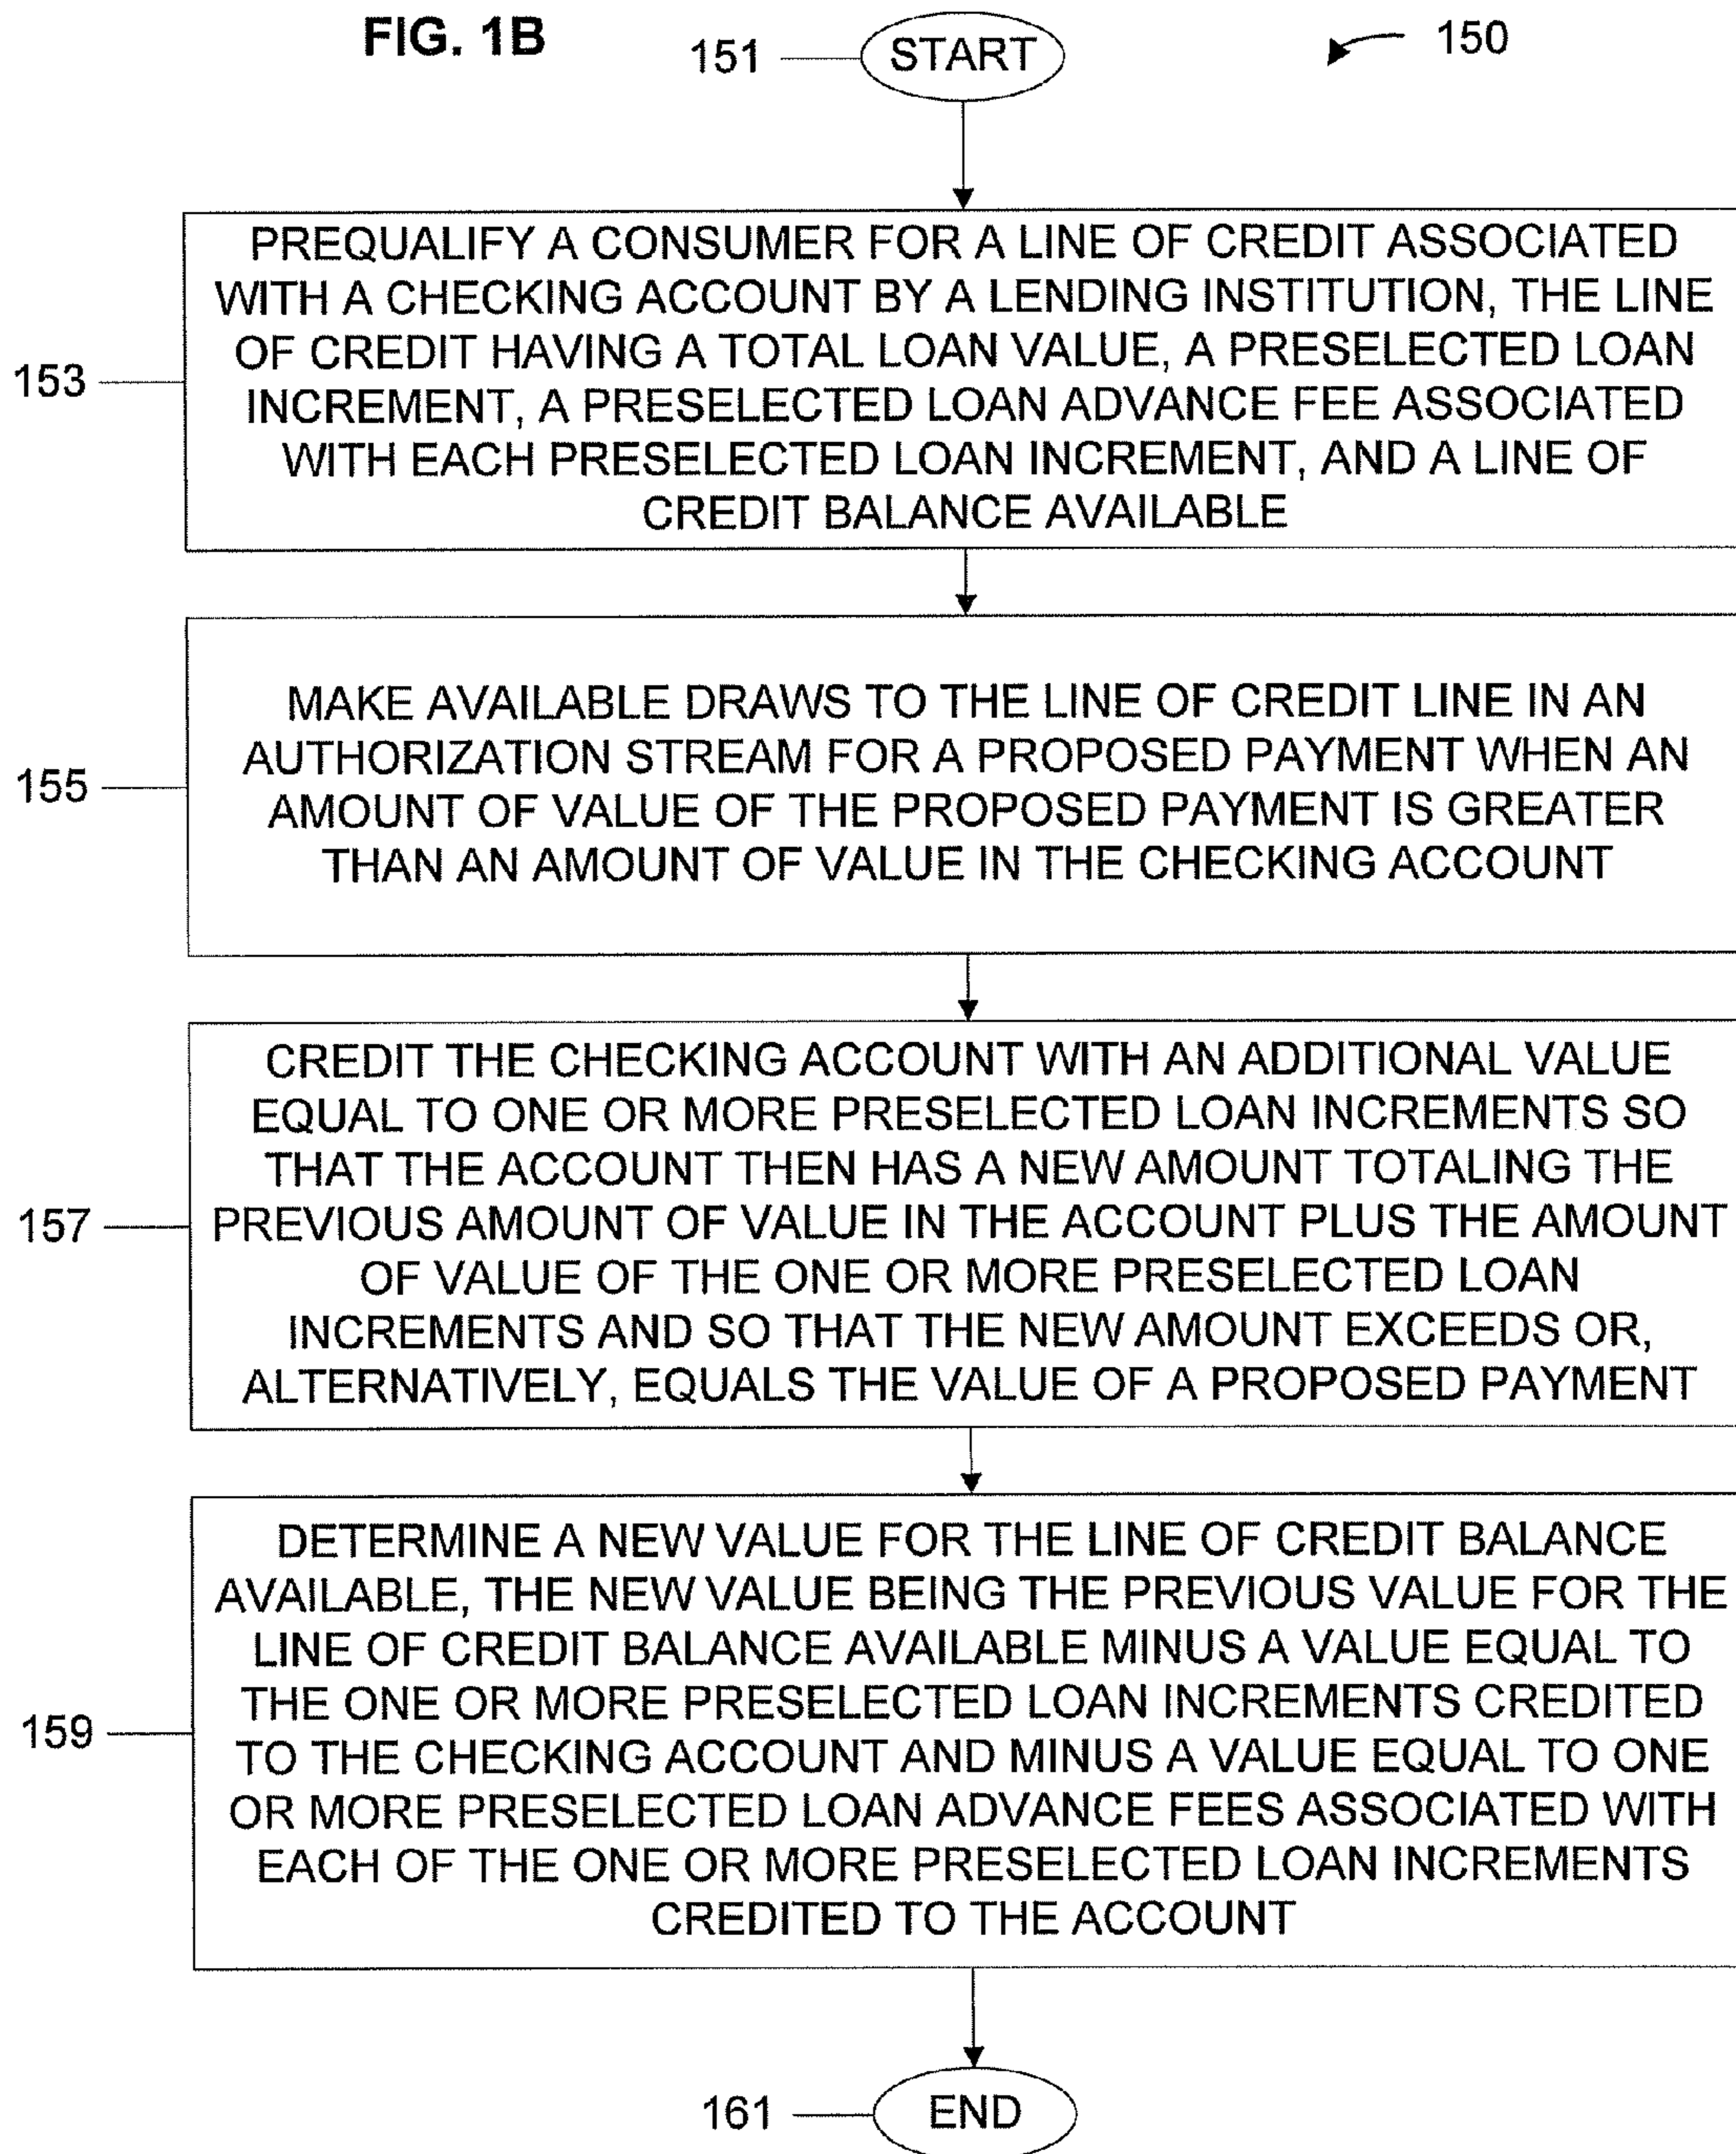 FIG. 1B
151
START
150
153
PREQUALIFY A CONSUMER FOR A LINE OF CREDIT ASSOCIATED
WITH A CHECKING ACCOUNT BY A LENDING INSTITUTION, THE LINE
OF CREDIT HAVING A TOTAL LOAN VALUE, A PRESELECTED LOAN
INCREMENT, A PRESELECTED LOAN ADVANCE FEE ASSOCIATED
WITH EACH PRESELECTED LOAN INCREMENT, AND A LINE OF
CREDIT BALANCE AVAILABLE
155
MAKE AVAILABLE DRAWS TO THE LINE OF CREDIT LINE IN AN
AUTHORIZATION STREAM FOR A PROPOSED PAYMENT WHEN AN
AMOUNT OF VALUE OF THE PROPOSED PAYMENT IS GREATER
THAN AN AMOUNT OF VALUE IN THE CHECKING ACCOUNT
157
CREDIT THE CHECKING ACCOUNT WITH AN ADDITIONAL VALUE
EQUAL TO ONE OR MORE PRESELECTED LOAN INCREMENTS SO
THAT THE ACCOUNT THEN HAS A NEW AMOUNT TOTALING THE
PREVIOUS AMOUNT OF VALUE IN THE ACCOUNT PLUS THE AMOUNT
OF VALUE OF THE ONE OR MORE PRESELECTED LOAN
INCREMENTS AND SO THAT THE NEW AMOUNT EXCEEDS OR,
ALTERNATIVELY, EQUALS THE VALUE OF A PROPOSED PAYMENT
159
DETERMINE A NEW VALUE FOR THE LINE OF CREDIT BALANCE
AVAILABLE, THE NEW VALUE BEING THE PREVIOUS VALUE FOR THE
LINE OF CREDIT BALANCE AVAILABLE MINUS A VALUE EQUAL TO
THE ONE OR MORE PRESELECTED LOAN INCREMENTS CREDITED
TO THE CHECKING ACCOUNT AND MINUS A VALUE EQUAL TO ONE
OR MORE PRESELECTED LOAN ADVANCE FEES ASSOCIATED WITH
EACH OF THE ONE OR MORE PRESELECTED LOAN INCREMENTS
CREDITED TO THE ACCOUNT
161
END